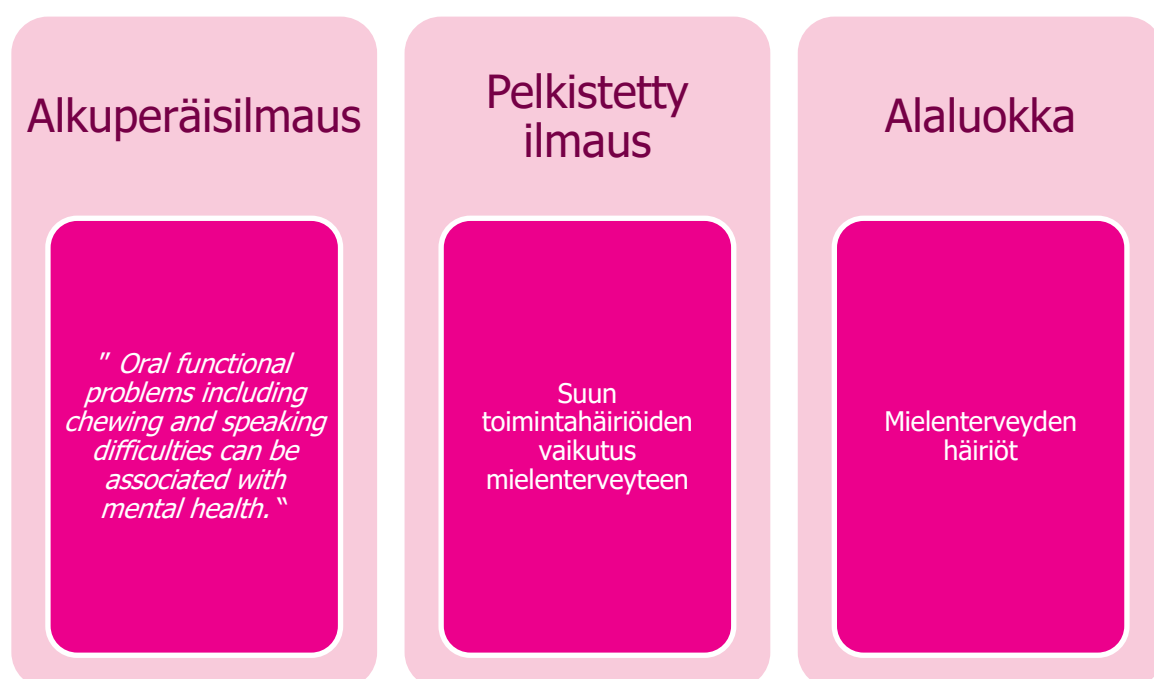 Alkuperäisilmaus
" Oral functional
problems including
chewing and speaking
difficulties can be
associated with
mental health. “
Pelkistetty
ilmaus
Suun
toimintahäiriöiden
vaikutus
mielenterveyteen
Alaluokka
Mielenterveyden
häiriöt